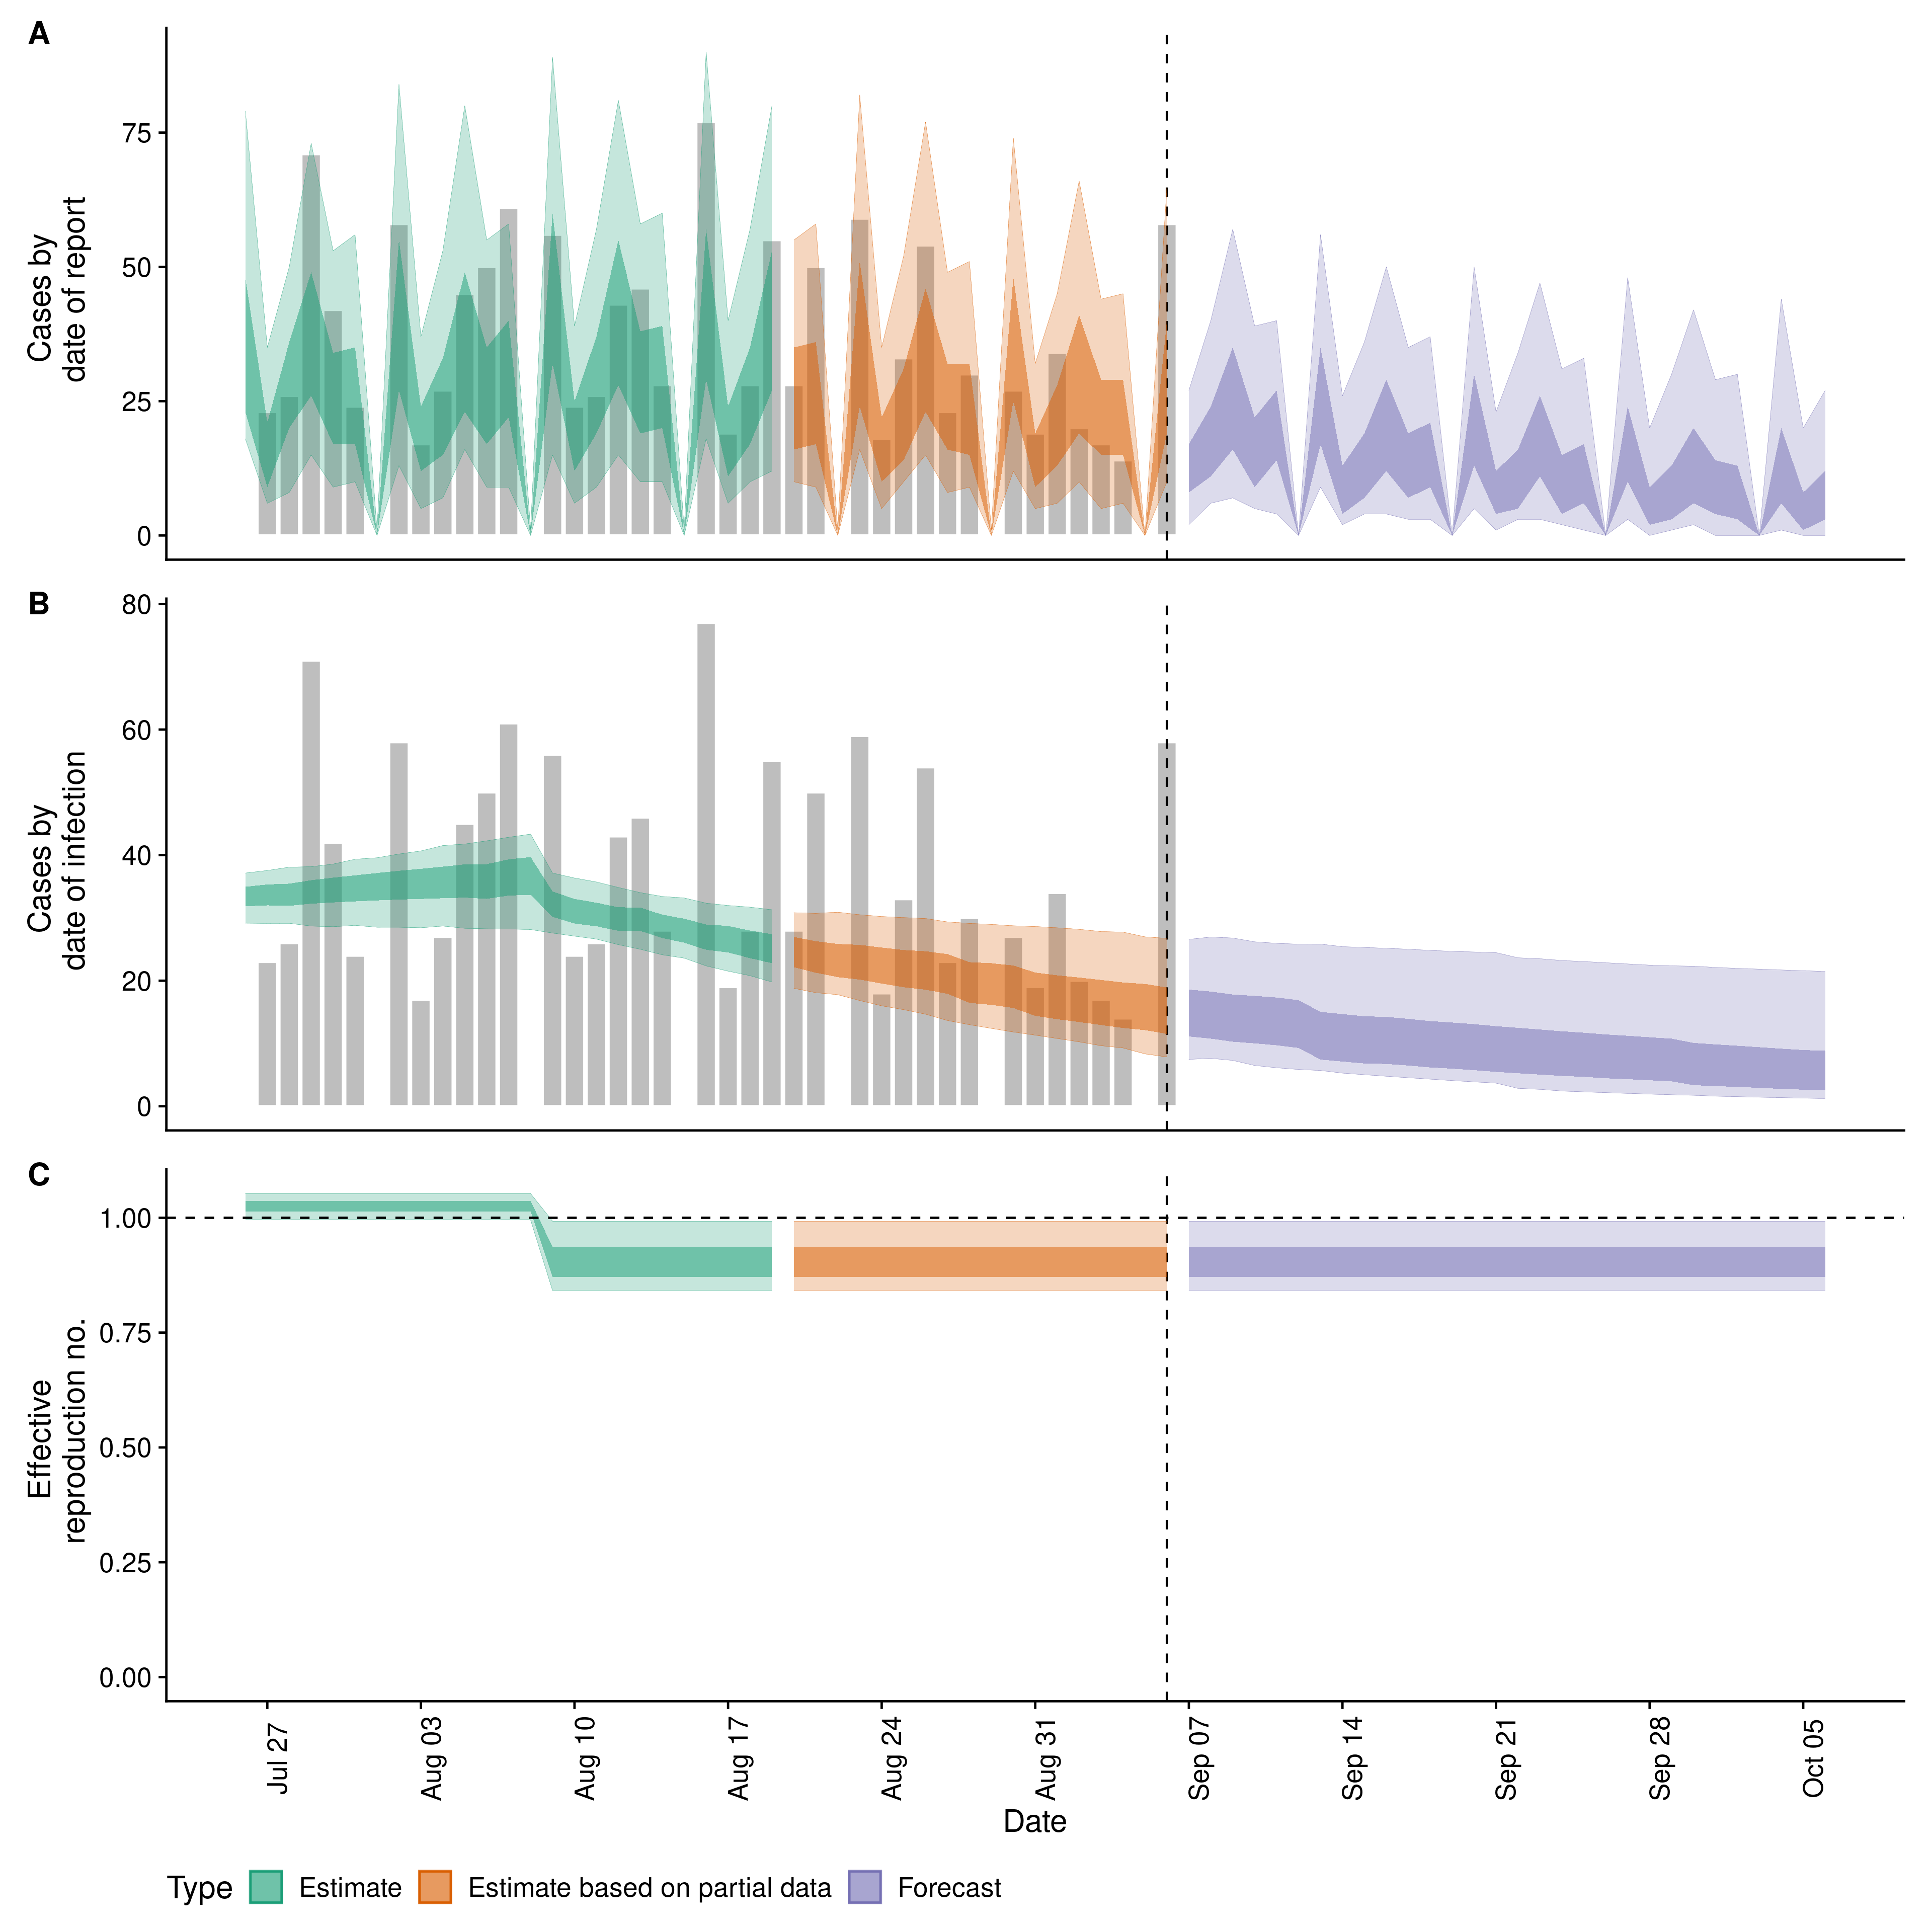 A
Cases by
date of report
75
50
25
0
B
Cases by
date of infection
80
60
40
20
0
C
Effective
reproduction no.
1.00
0.75
0.50
0.25
0.00
Jul 27
Aug 03
Aug 10
Aug 17
Aug 24
Aug 31
Sep 07
Sep 14
Sep 21
Sep 28
Oct 05
Date
Type Estimate Estimate based on partial data Forecast